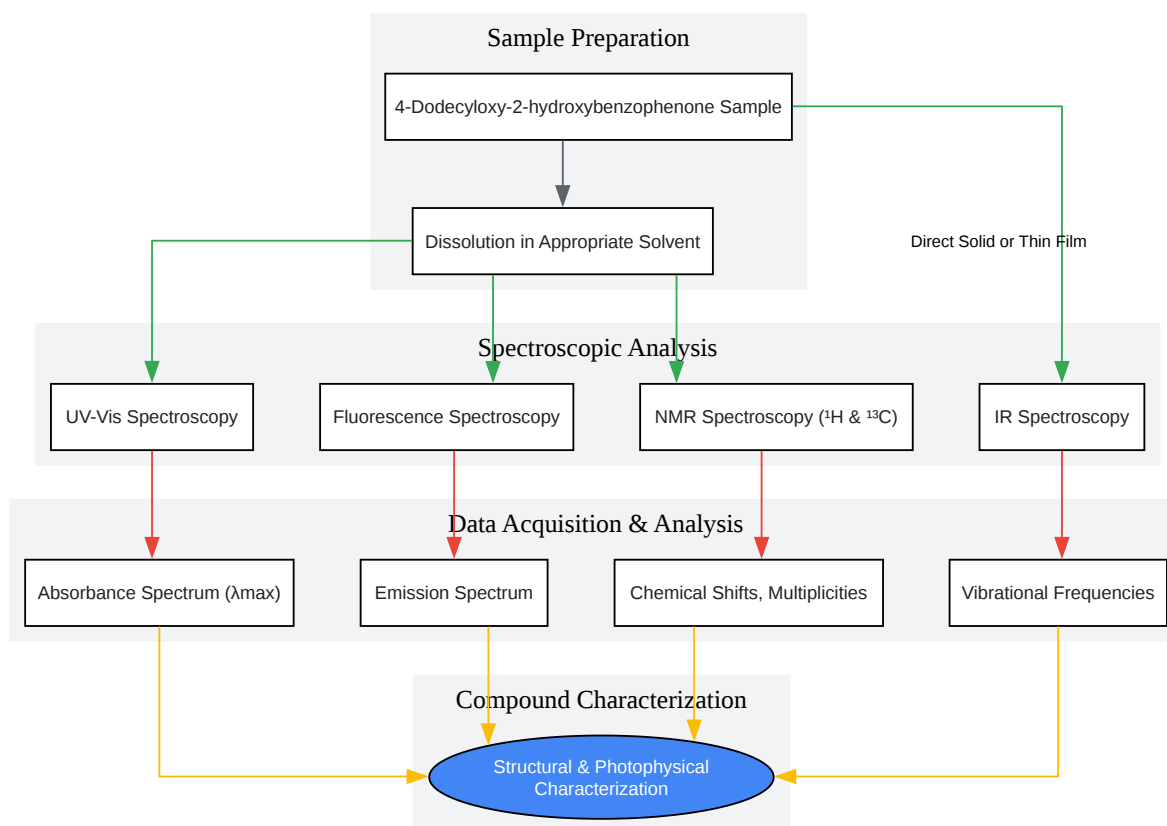 Sample Preparation
4-Dodecyloxy-2-hydroxybenzophenone Sample
Dissolution in Appropriate Solvent
Direct Solid or Thin Film
Spectroscopic Analysis
UV-Vis Spectroscopy
Fluorescence Spectroscopy
NMR Spectroscopy (¹H & ¹³C)
IR Spectroscopy
Data Acquisition & Analysis
Absorbance Spectrum (λmax)
Emission Spectrum
Chemical Shifts, Multiplicities
Vibrational Frequencies
Compound Characterization
Structural & Photophysical
Characterization